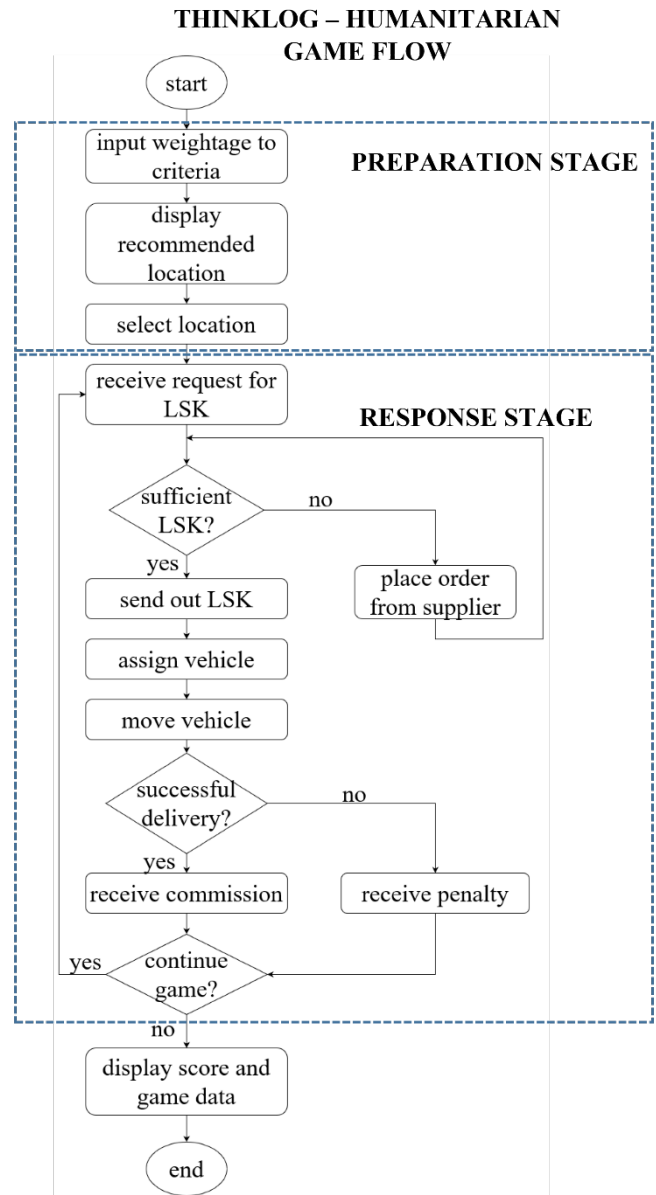 THINKLOG – HUMANITARIAN
GAME FLOW
start
input weightage to
criteria
PREPARATION STAGE
display
recommended
location
select location
receive request for
LSK
RESPONSE STAGE
sufficient
LSK?
no
yes
place order
from supplier
send out LSK
assign vehicle
move vehicle
successful
delivery?
no
yes
receive commission
receive penalty
continue
game?
yes
no
display score and
game data
end